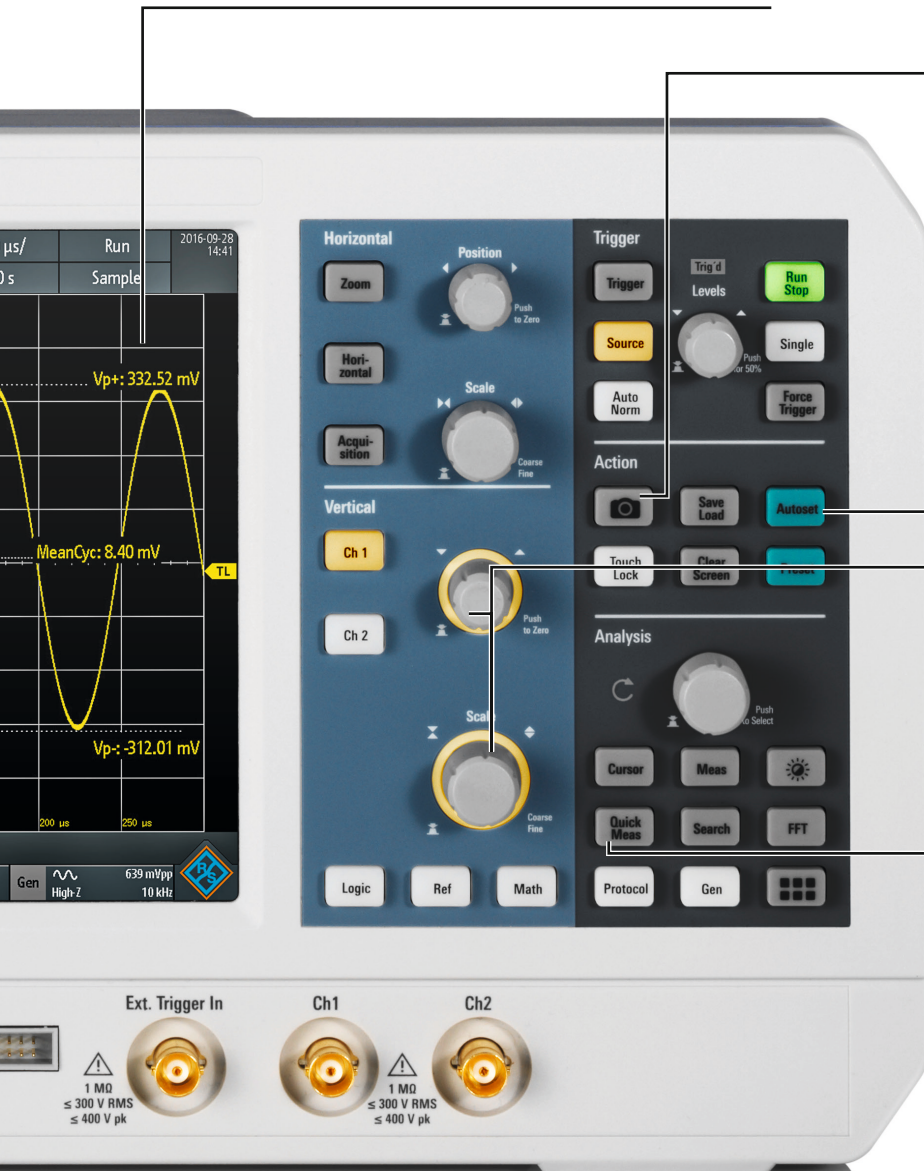 µs/
Run
2016-09-28
14:41
0 s
Sample
Vp+: 332.52 mV
MeanCyc: 8.40 mV
TL
Vp-: -312.01 mV
200 µs
250 µs
Gen
High-Z
639 mVpp
10 kHz
R&S
Horizontal
Zoom
Position
Push
to Zero
Hori-
zontal
Scale
Acqui-
sition
Coarse
Fine
Vertical
Ch 1
Push
to Zero
Ch 2
Scale
Coarse
Fine
Logic
Ref
Math
Trigger
Trigger
Trig'd
Levels
Run
Stop
Source
Single
Push
for 50%
Auto
Norm
Force
Trigger
Action
Save
Load
Autoset
Touch
Lock
Clear
Screen
Preset
Analysis
Push
to Select
Cursor
Meas
Quick
Meas
Search
FFT
Protocol
Gen
Ext. Trigger In
Ch1
Ch2
1 MΩ
≤ 300 V RMS
≤ 400 V pk
1 MΩ
≤ 300 V RMS
≤ 400 V pk